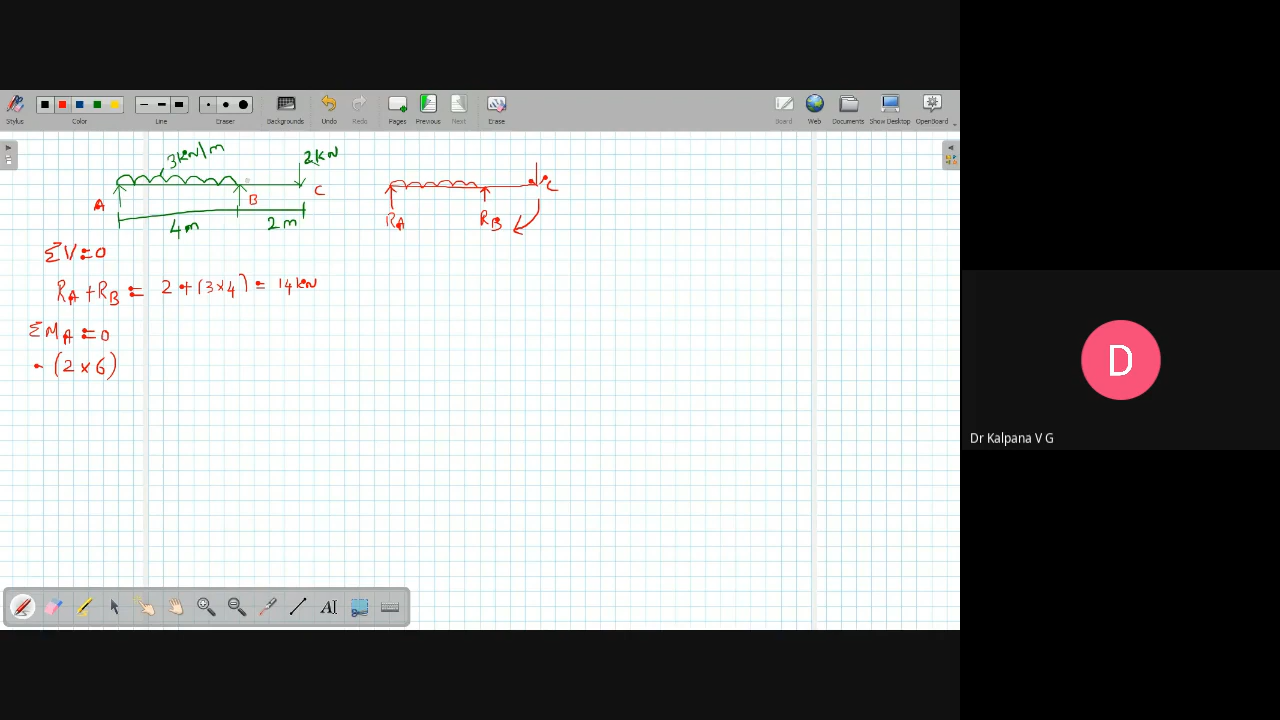 Stylus Color Line Eraser Backgrounds Undo Redo Pages Previous Next Erase Board Web Documents Show Desktop OpenBoard
3kN/m 2kN
A B C
4m 2m
RA RB C
ΣV=0
RA+RB = 2+(3×4) = 14kN
ΣMA=0
-(2×6)
AI
D
Dr Kalpana V G